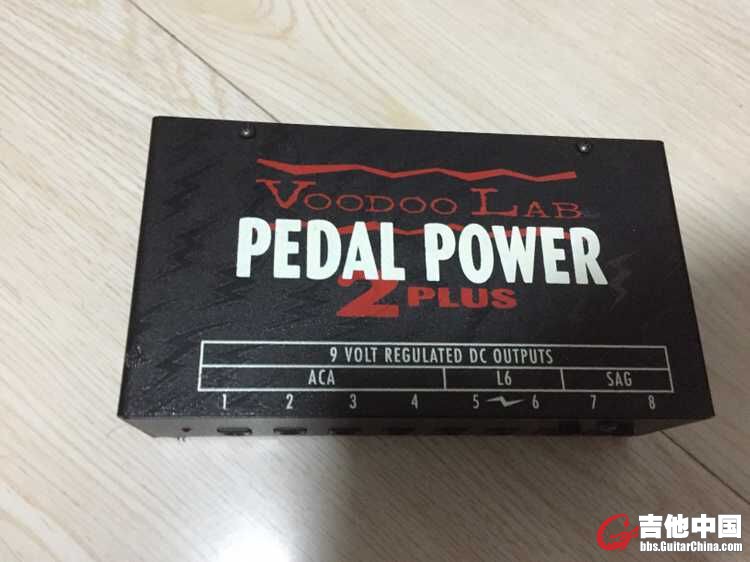 VOODOO LAB
PEDAL POWER
2 PLUS
9 VOLT REGULATED DC OUTPUTS
ACA L6 SAG
1 2 3 4 5 6 7 8
吉他中国
bbs.GuitarChina.com